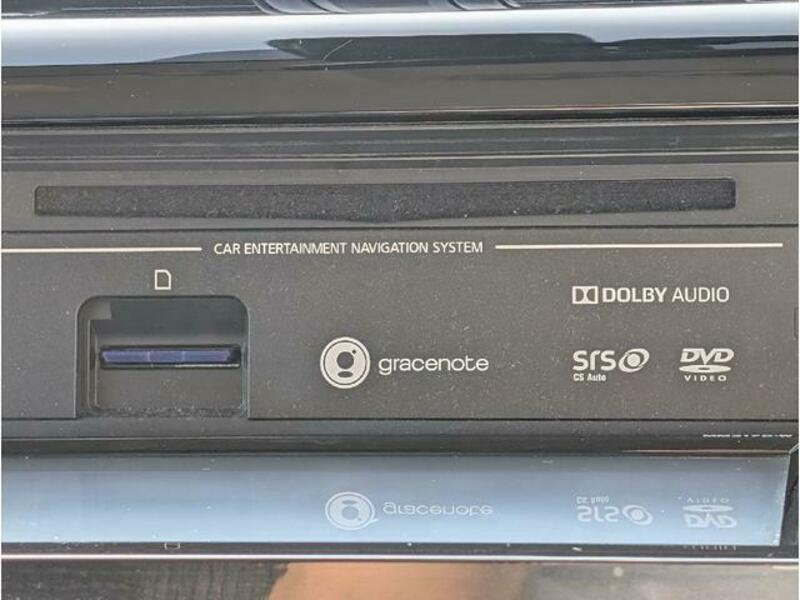 CAR ENTERTAINMENT NAVIGATION SYSTEM
DOLBY AUDIO
gracenote
SRS
CS Auto
DVD
VIDEO